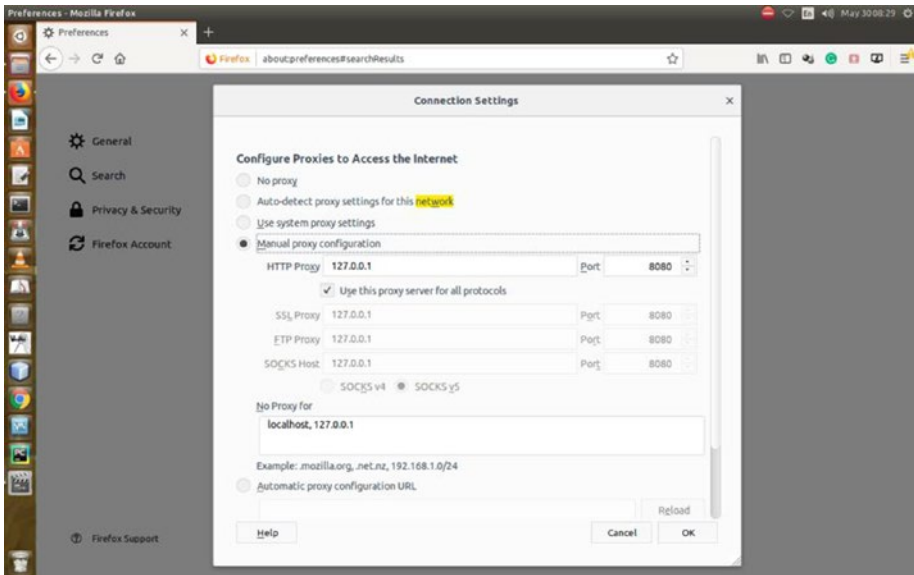 Preferences - Mozilla Firefox
En
May 30 08:29
Preferences
Firefox about:preferences#searchResults
Connection Settings
General
Search
Privacy & Security
Firefox Account
Configure Proxies to Access the Internet
No proxy
Auto-detect proxy settings for this network
Use system proxy settings
Manual proxy configuration
HTTP Proxy 127.0.0.1 Port 8080
Use this proxy server for all protocols
SSL Proxy 127.0.0.1 Port 8080
FTP Proxy 127.0.0.1 Port 8080
SOCKS Host 127.0.0.1 Port 8080
SOCKS v4 SOCKS v5
No Proxy for
localhost, 127.0.0.1
Example: .mozilla.org, .net.nz, 192.168.1.0/24
Automatic proxy configuration URL
Reload
Help Cancel OK
Firefox Support